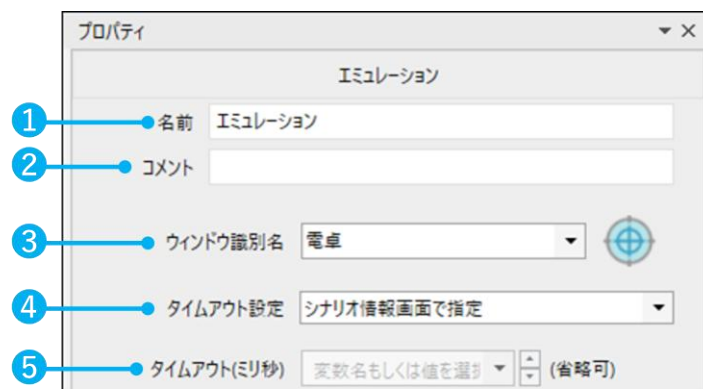 プロパティ
エミュレーション
1 名前 エミュレーション
2 コメント
3 ウィンドウ識別名 電卓
4 タイムアウト設定 シナリオ情報画面で指定
5 タイムアウト(ミリ秒) 変数名もしくは値を選 (省略可)